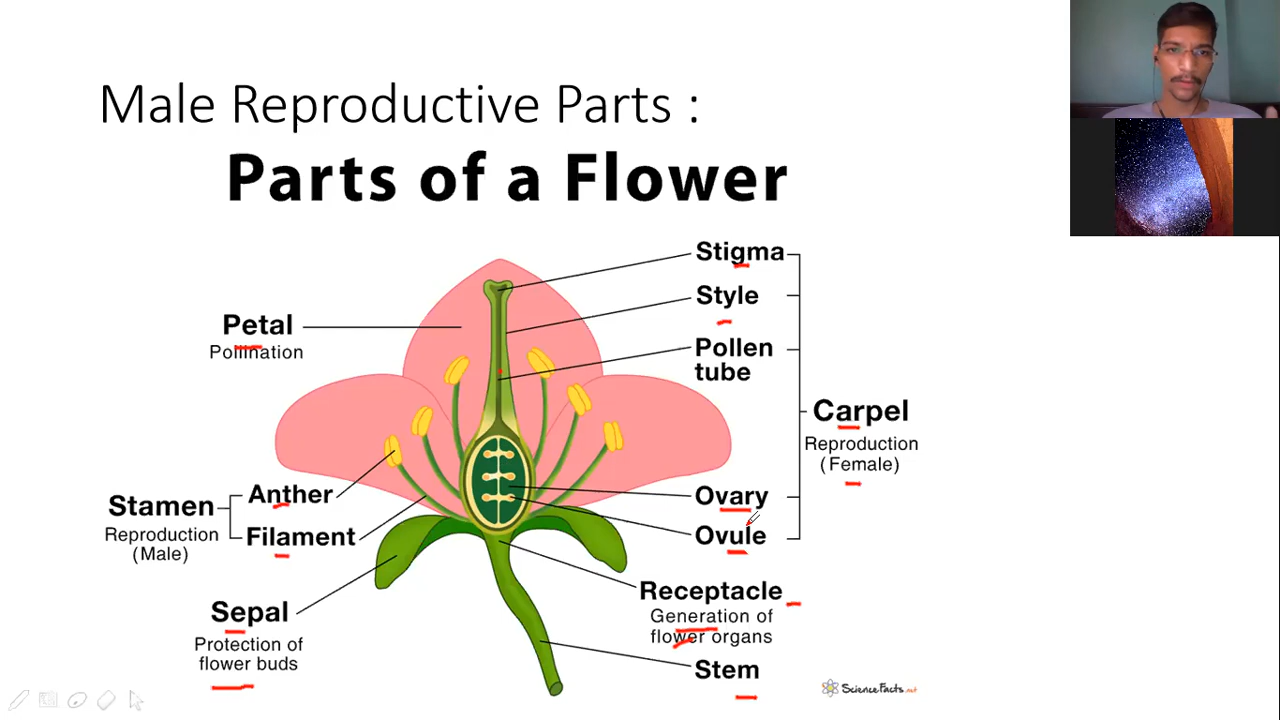 Male Reproductive Parts :
Parts of a Flower
Petal
Pollination
Stamen
Reproduction
(Male)
Anther
Filament
Sepal
Protection of
flower buds
Stigma
Style
Pollen
tube
Carpel
Reproduction
(Female)
Ovary
Ovule
Receptacle
Generation of
flower organs
Stem
ScienceFacts.net